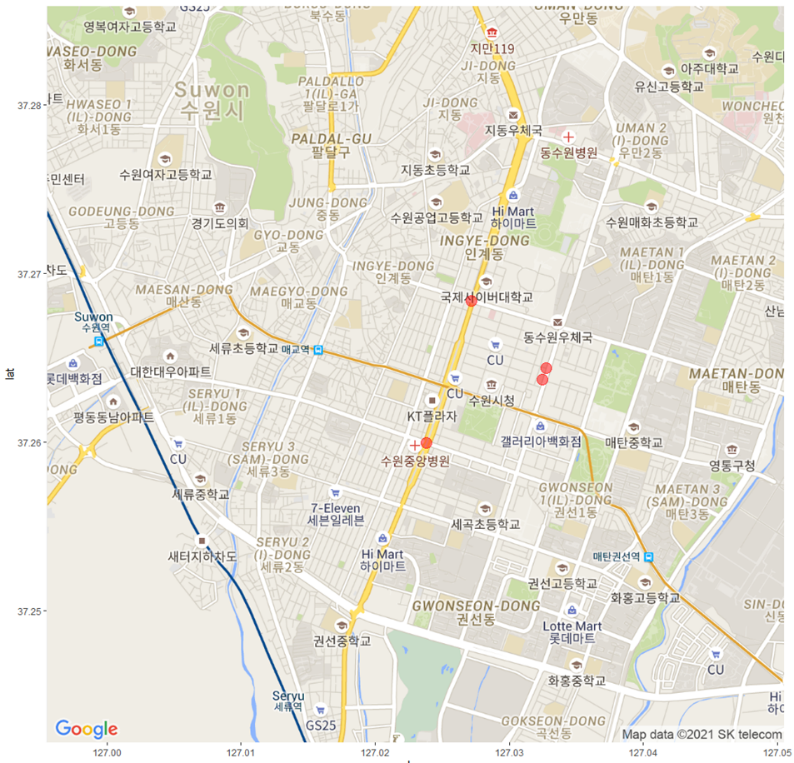 GS25
북수동
UMAN-DONG
우만동
영복여자고등학교
지만119
WASEO-DONG
화서동
JI-DONG
지동
아주대학교
수원다
유신고등학교
Suwon
수원시
PALDALLO
1(IL)-GA
팔달로1가
HWASEO 1
(IL)-DONG
화서1동
37.28
JI-DONG
지동
WONCHE
원천
지동우체국
UMAN 2
(I)-DONG
우만2동
PALDAL-GU
팔달구
동수원병원
수원여자고등학교
지동초등학교
민센터
JUNG-DONG
중동
Hi Mart
하이마트
GODEUNG-DONG
고등동
경기도의회
수원공업고등학교
수원매화초등학교
GYO-DONG
교동
INGYE-DONG
인계동
MAETAN 1
(IL)-DONG
매탄1동
MAETAN 2
(I)-DONG
매탄2동
37.27
차도
INGYE-DONG
인계동
MAESAN-DONG
매산동
MAEGYO-DONG
매교동
국제사이버대학교
산남
Suwon
수원역
동수원우체국
세류초등학교
매교역
CU
롯데백화점
대한대우아파트
MAETAN-DONG
매탄동
lat
CU
수원시청
평동동남아파트
SERYU 1
(IL)-DONG
세류1동
KT플라자
37.26
CU
갤러리아백화점
매탄중학교
SERYU 3
(SAM)-DONG
세류3동
수원중앙병원
영통구청
세류중학교
GWONSEON
1(IL)-DONG
권선1동
MAETAN 3
(SAM)-DONG
매탄3동
7-Eleven
세븐일레븐
세곡초등학교
SERYU 2
(I)-DONG
세류2동
새터지하차도
Hi Mart
하이마트
매탄권선역
권선중학교
화홍고등학교
GWONSEON-DONG
권선동
37.25
SIN-DO
신동
Lotte Mart
롯데마트
권선중학교
CU
화홍중학교
Seryu
세류역
GS25
Hi
하이
GOKSEON-DONG
곡선동
Google
Map data ©2021 SK telecom
127.00
127.01
127.02
127.03
127.04
127.05